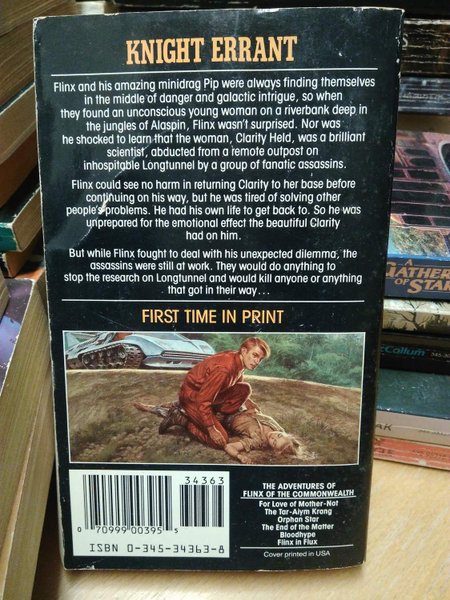 KNIGHT ERRANT
Flinx and his amazing minidrag Pip were always finding themselves
in the middle of danger and galactic intrigue, so when
they found an unconscious young woman on a riverbank deep in
the jungles of Alaspin, Flinx wasn't surprised. Nor was
he shocked to learn that the woman, Clarity Held, was a brilliant
scientist, abducted from a remote outpost on
inhospitable Longtunnel by a group of fanatic assassins.
Flinx could see no harm in returning Clarity to her base before
continuing on his way, but he was tired of solving other
people's problems. He had his own life to get back to. So he was
unprepared for the emotional effect the beautiful Clarity
had on him.
But while Flinx fought to deal with his unexpected dilemma, the
assassins were still at work. They would do anything to
stop the research on Longtunnel and would kill anyone or anything
that got in their way . . .
FIRST TIME IN PRINT
34363
0 70999 00395 5
ISBN 0-345-34363-8
THE ADVENTURES OF
FLINX OF THE COMMONWEALTH
For Love of Mother-Not
The Tar-Aiym Krang
Orphan Star
The End of the Matter
Bloodhype
Flinx in Flux
Cover printed in USA
A
GATHER
OF STAR
McCallum
345-30